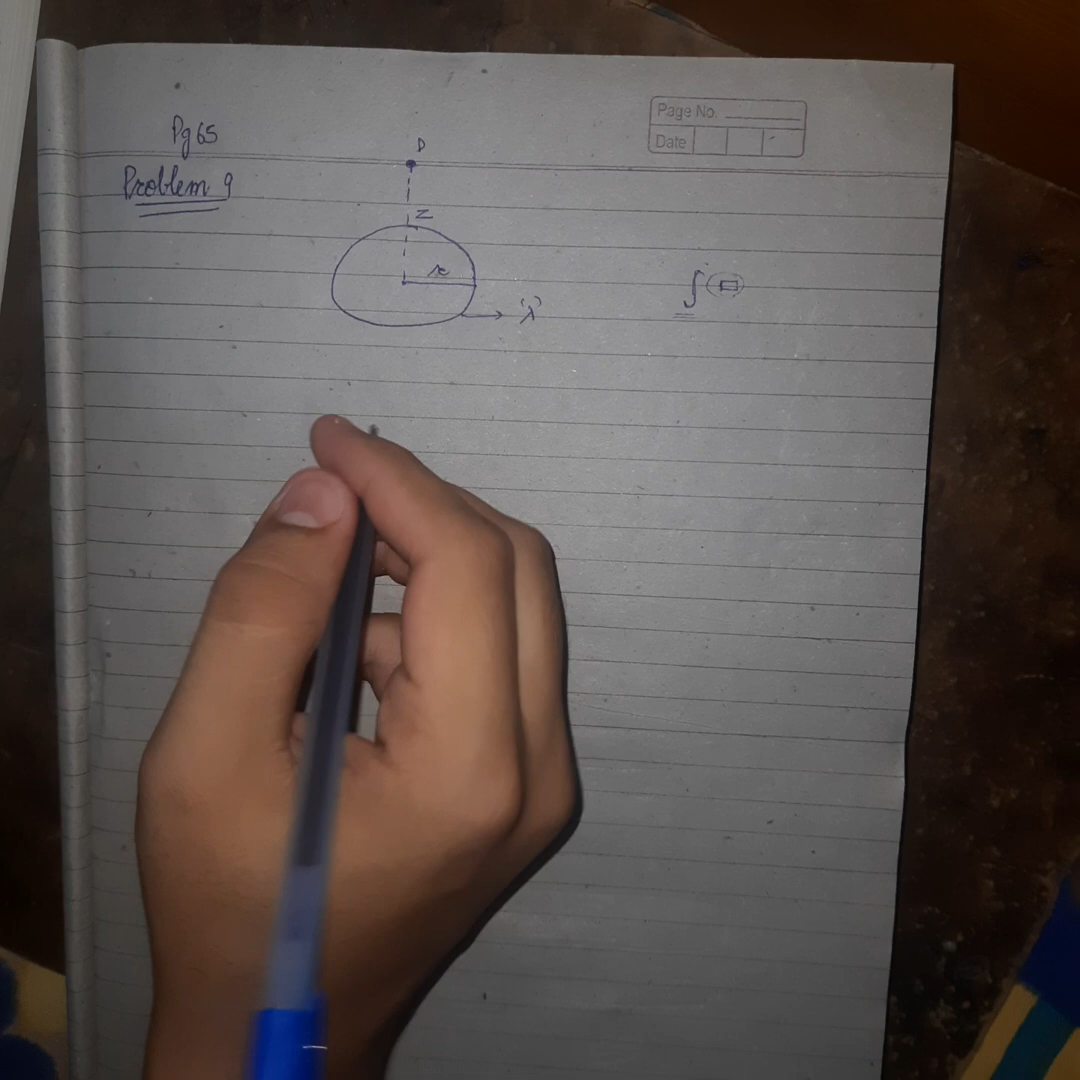 Page No.
Date
Pg 65
Problem 9
P
z
r
"λ"
∫